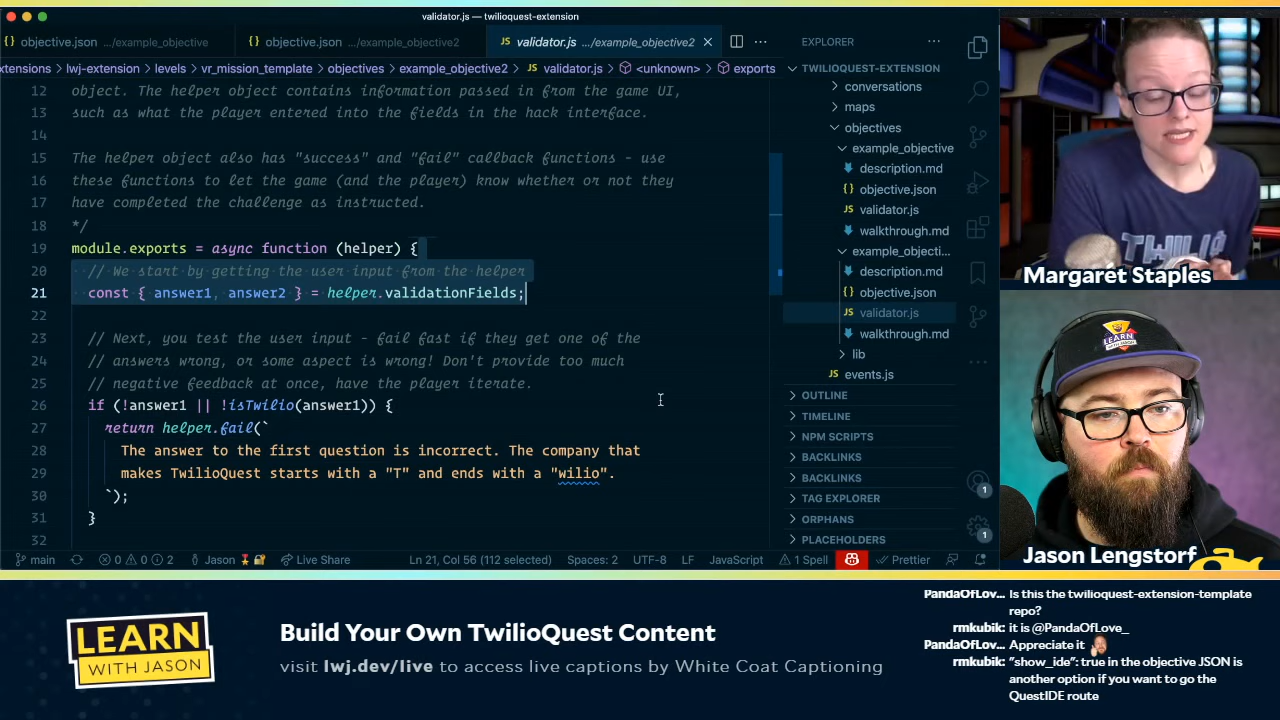 validator.js — twilioquest-extension
objective.json .../example_objective
objective.json .../example_objective2
validator.js .../example_objective2
xtensions > lwj-extension > levels > vr_mission_template > objectives > example_objective2 > JS validator.js > <unknown> > exports
12 object. The helper object contains information passed in from the game UI,
13 such as what the player entered into the fields in the hack interface.
14
15 The helper object also has "success" and "fail" callback functions - use
16 these functions to let the game (and the player) know whether or not they
17 have completed the challenge as instructed.
18 */
19 module.exports = async function (helper) {
20 // We start by getting the user input from the helper
21 const { answer1, answer2 } = helper.validationFields;
22
23 // Next, you test the user input - fail fast if they get one of the
24 // answers wrong, or some aspect is wrong! Don't provide too much
25 // negative feedback at once, have the player iterate.
26 if (!answer1 || !isTwilio(answer1)) {
27 return helper.fail(`
28 The answer to the first question is incorrect. The company that
29 makes TwilioQuest starts with a "T" and ends with a "wilio".
30 `);
31 }
32
main 0 0 2 Jason Live Share Ln 21, Col 56 (112 selected) Spaces: 2 UTF-8 LF JavaScript 1 Spell Prettier
EXPLORER
TWILIOQUEST-EXTENSION
conversations
maps
objectives
example_objective
description.md
{} objective.json
JS validator.js
walkthrough.md
example_objecti...
description.md
{} objective.json
JS validator.js
walkthrough.md
lib
JS events.js
OUTLINE
TIMELINE
NPM SCRIPTS
BACKLINKS
BACKLINKS
TAG EXPLORER
ORPHANS
PLACEHOLDERS
1
1
TWILIO
Margaret Staples
LEARN
Jason Lengstorf
LEARN
WITH JASON
Build Your Own TwilioQuest Content
visit lwj.dev/live to access live captions by White Coat Captioning
PandaOfLov... Is this the twilioquest-extension-template
repo?
rmkubik: it is @PandaOfLove_
PandaOfLov... Appreciate it
rmkubik: "show_ide": true in the objective JSON is
another option if you want to go the
QuestIDE route